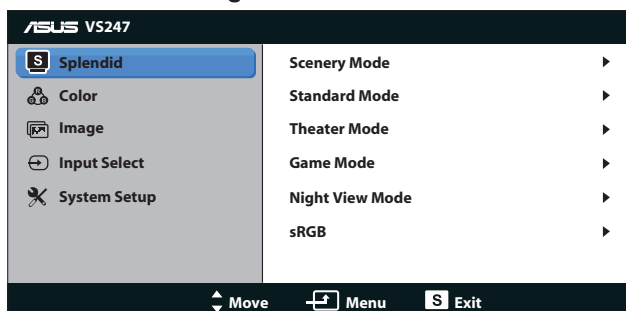 ASUS VS247
S Splendid
Color
Image
Input Select
System Setup
Scenery Mode
Standard Mode
Theater Mode
Game Mode
Night View Mode
sRGB
Move Menu S Exit